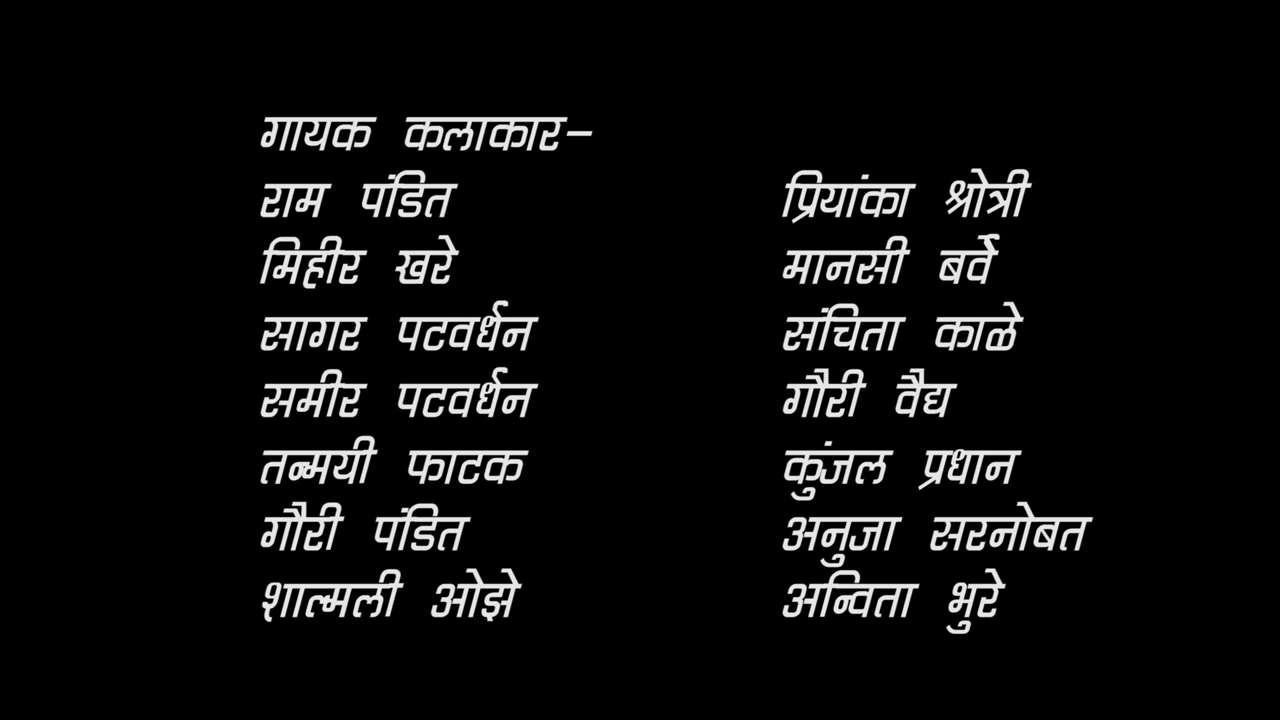 गायक कलाकार–
राम पंडित
मिहीर खरे
सागर पटवर्धन
समीर पटवर्धन
तन्मयी फाटक
गौरी पंडित
शाल्मली ओझे
प्रियांका श्रोत्री
मानसी बर्वे
संचिता काळे
गौरी वैद्य
कुंजल प्रधान
अनुजा सरनोबत
अन्विता भुरे